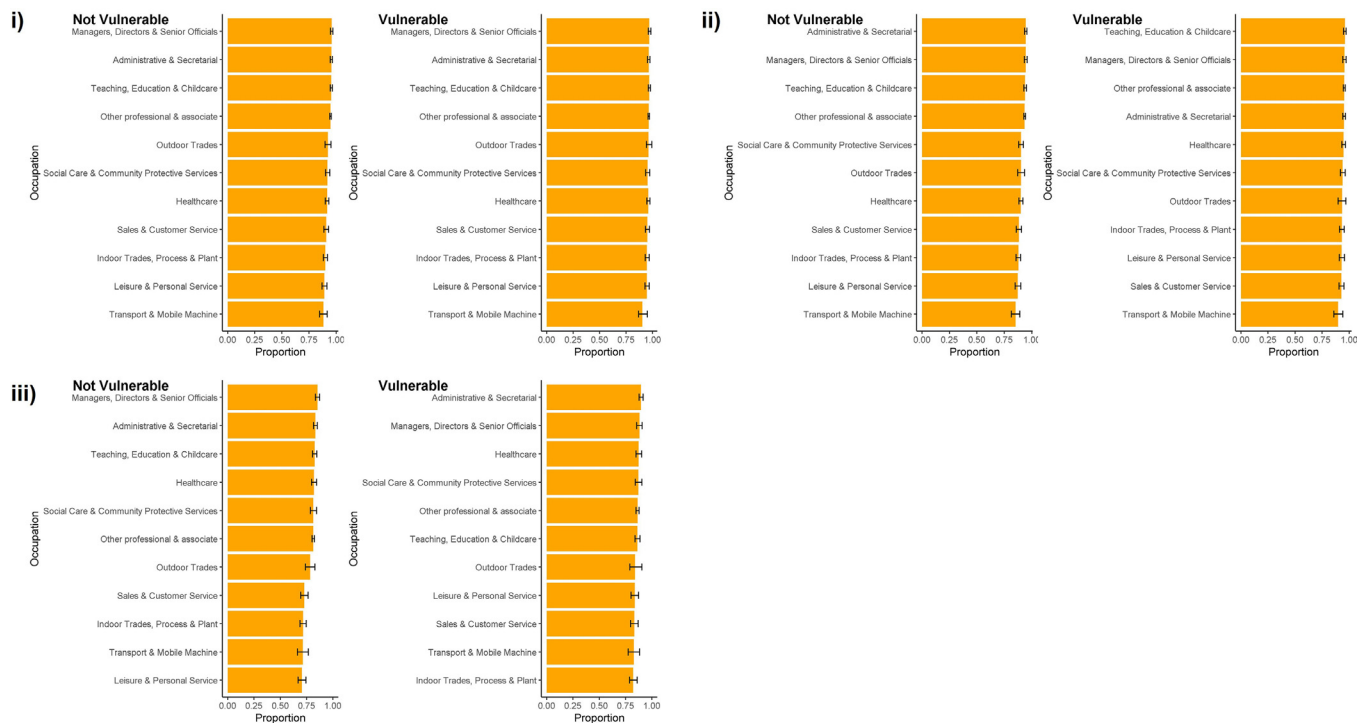 i)
Not Vulnerable
Managers, Directors & Senior Officials
Administrative & Secretarial
Teaching, Education & Childcare
Other professional & associate
Outdoor Trades
Social Care & Community Protective Services
Healthcare
Sales & Customer Service
Indoor Trades, Process & Plant
Leisure & Personal Service
Transport & Mobile Machine
Occupation
0.00 0.25 0.50 0.75 1.00
Proportion
Vulnerable
Managers, Directors & Senior Officials
Administrative & Secretarial
Teaching, Education & Childcare
Other professional & associate
Outdoor Trades
Social Care & Community Protective Services
Healthcare
Sales & Customer Service
Indoor Trades, Process & Plant
Leisure & Personal Service
Transport & Mobile Machine
Occupation
0.00 0.25 0.50 0.75 1.00
Proportion
ii)
Not Vulnerable
Administrative & Secretarial
Managers, Directors & Senior Officials
Teaching, Education & Childcare
Other professional & associate
Social Care & Community Protective Services
Outdoor Trades
Healthcare
Sales & Customer Service
Indoor Trades, Process & Plant
Leisure & Personal Service
Transport & Mobile Machine
Occupation
0.00 0.25 0.50 0.75 1.00
Proportion
Vulnerable
Teaching, Education & Childcare
Managers, Directors & Senior Officials
Other professional & associate
Administrative & Secretarial
Healthcare
Social Care & Community Protective Services
Outdoor Trades
Indoor Trades, Process & Plant
Leisure & Personal Service
Sales & Customer Service
Transport & Mobile Machine
Occupation
0.00 0.25 0.50 0.75 1.00
Proportion
iii)
Not Vulnerable
Managers, Directors & Senior Officials
Administrative & Secretarial
Teaching, Education & Childcare
Healthcare
Social Care & Community Protective Services
Other professional & associate
Outdoor Trades
Sales & Customer Service
Indoor Trades, Process & Plant
Transport & Mobile Machine
Leisure & Personal Service
Occupation
0.00 0.25 0.50 0.75 1.00
Proportion
Vulnerable
Administrative & Secretarial
Managers, Directors & Senior Officials
Healthcare
Social Care & Community Protective Services
Other professional & associate
Teaching, Education & Childcare
Outdoor Trades
Leisure & Personal Service
Sales & Customer Service
Transport & Mobile Machine
Indoor Trades, Process & Plant
Occupation
0.00 0.25 0.50 0.75 1.00
Proportion